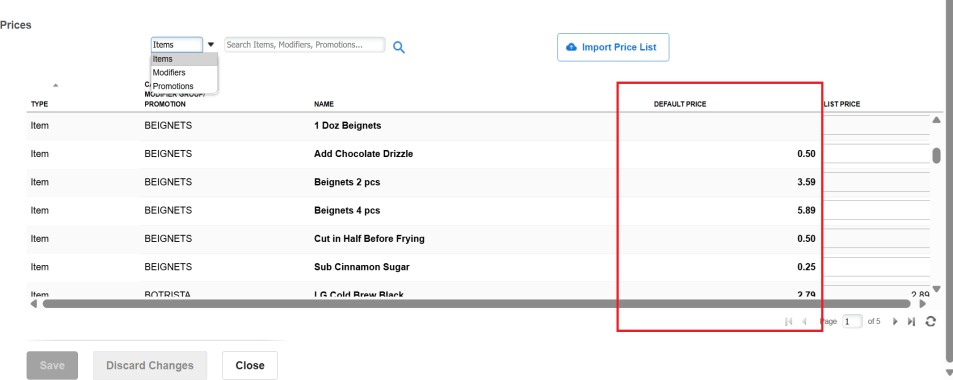 Prices
Items Search Items, Modifiers, Promotions... Import Price List
Items
Modifiers
Promotions
MODIFIER GROUP/
TYPE PROMOTION NAME DEFAULT PRICE LIST PRICE
Item BEIGNETS 1 Doz Beignets
Item BEIGNETS Add Chocolate Drizzle 0.50
Item BEIGNETS Beignets 2 pcs 3.59
Item BEIGNETS Beignets 4 pcs 5.89
Item BEIGNETS Cut in Half Before Frying 0.50
Item BEIGNETS Sub Cinnamon Sugar 0.25
Item BOTRISTA LG Cold Brew Black 2.79 2.89
Page 1 of 5
Save Discard Changes Close